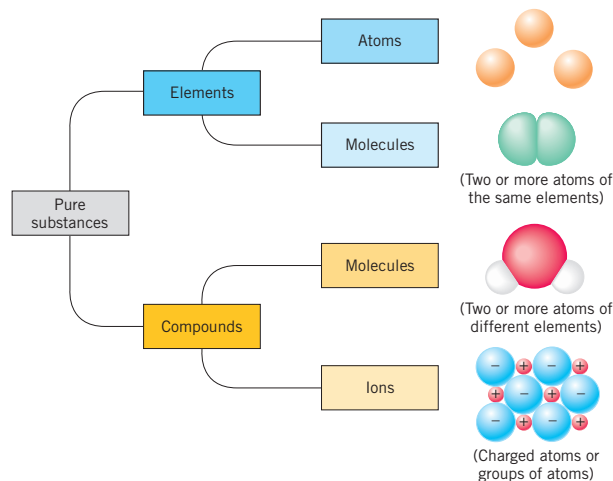 Atoms
Elements
Molecules
(Two or more atoms of
the same elements)
Pure
substances
Molecules
(Two or more atoms of
different elements)
Compounds
Ions
− + − +
+ − + −
− + − +
(Charged atoms or
groups of atoms)